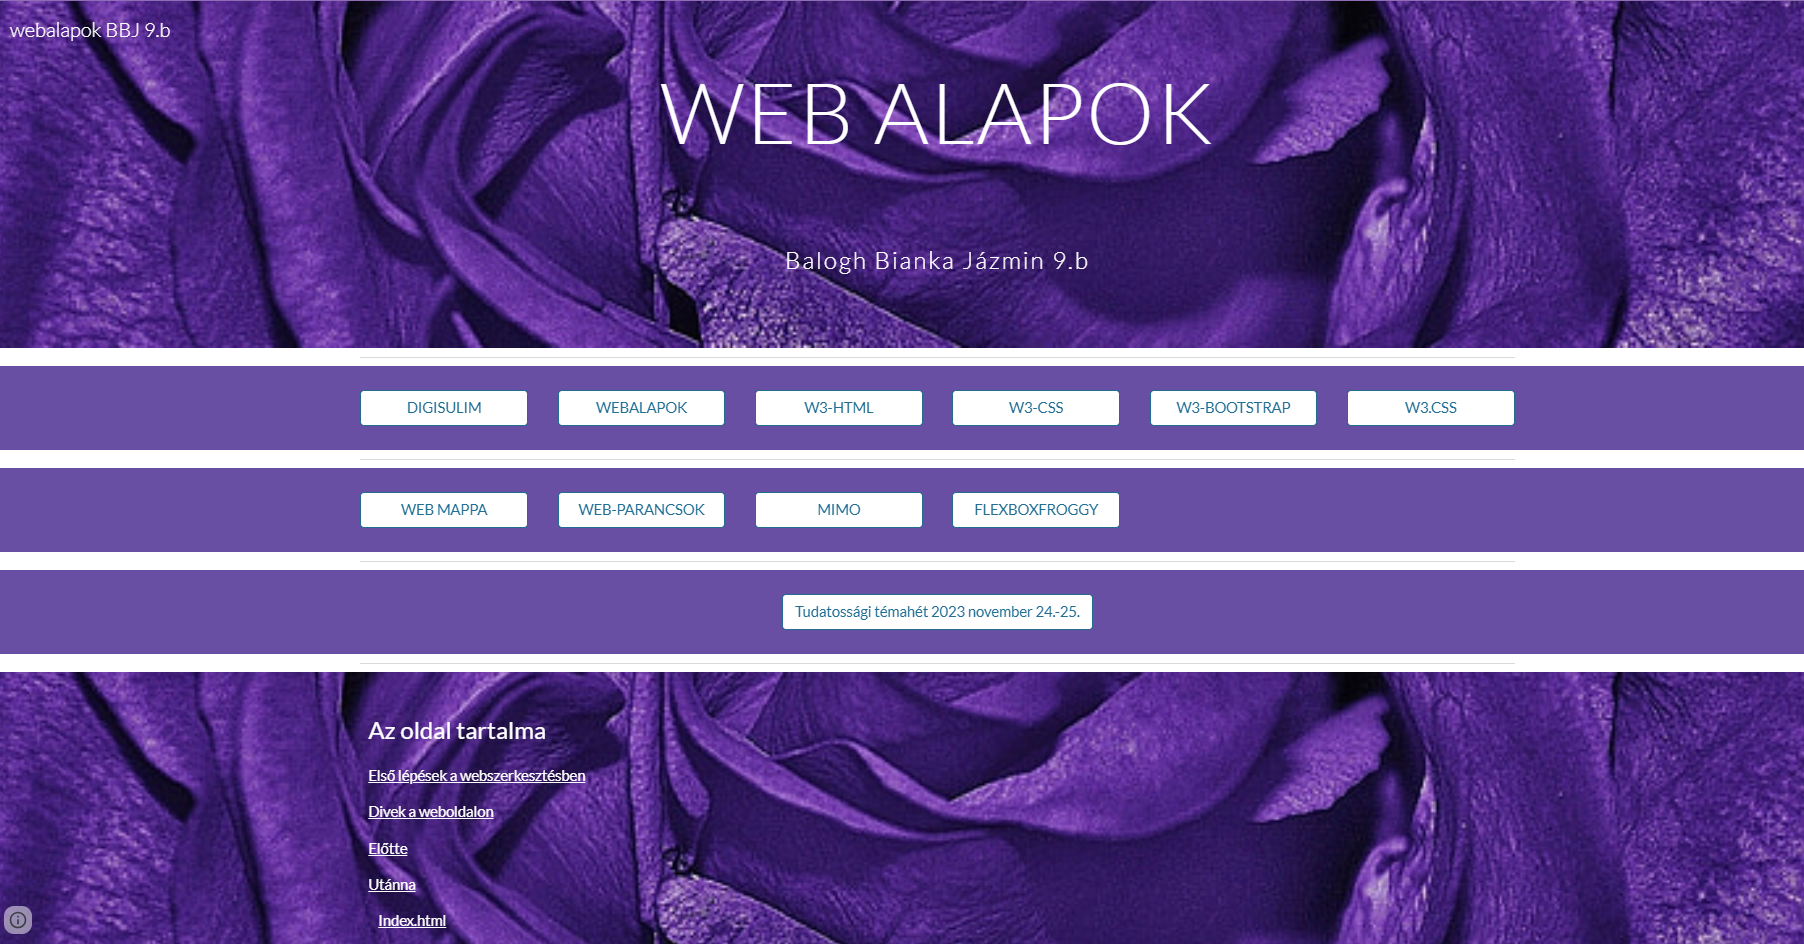 webalapok BBJ 9.b
WEB ALAPOK
Balogh Bianka Jázmin 9.b
DIGISULIM WEBALAPOK W3-HTML W3-CSS W3-BOOTSTRAP W3.CSS
WEB MAPPA WEB-PARANCSOK MIMO FLEXBOXFROGGY
Tudatossági témahét 2023 november 24.-25.
Az oldal tartalma
Első lépések a webszerkesztésben
Divek a weboldalon
Előtte
Utánna
Index.html